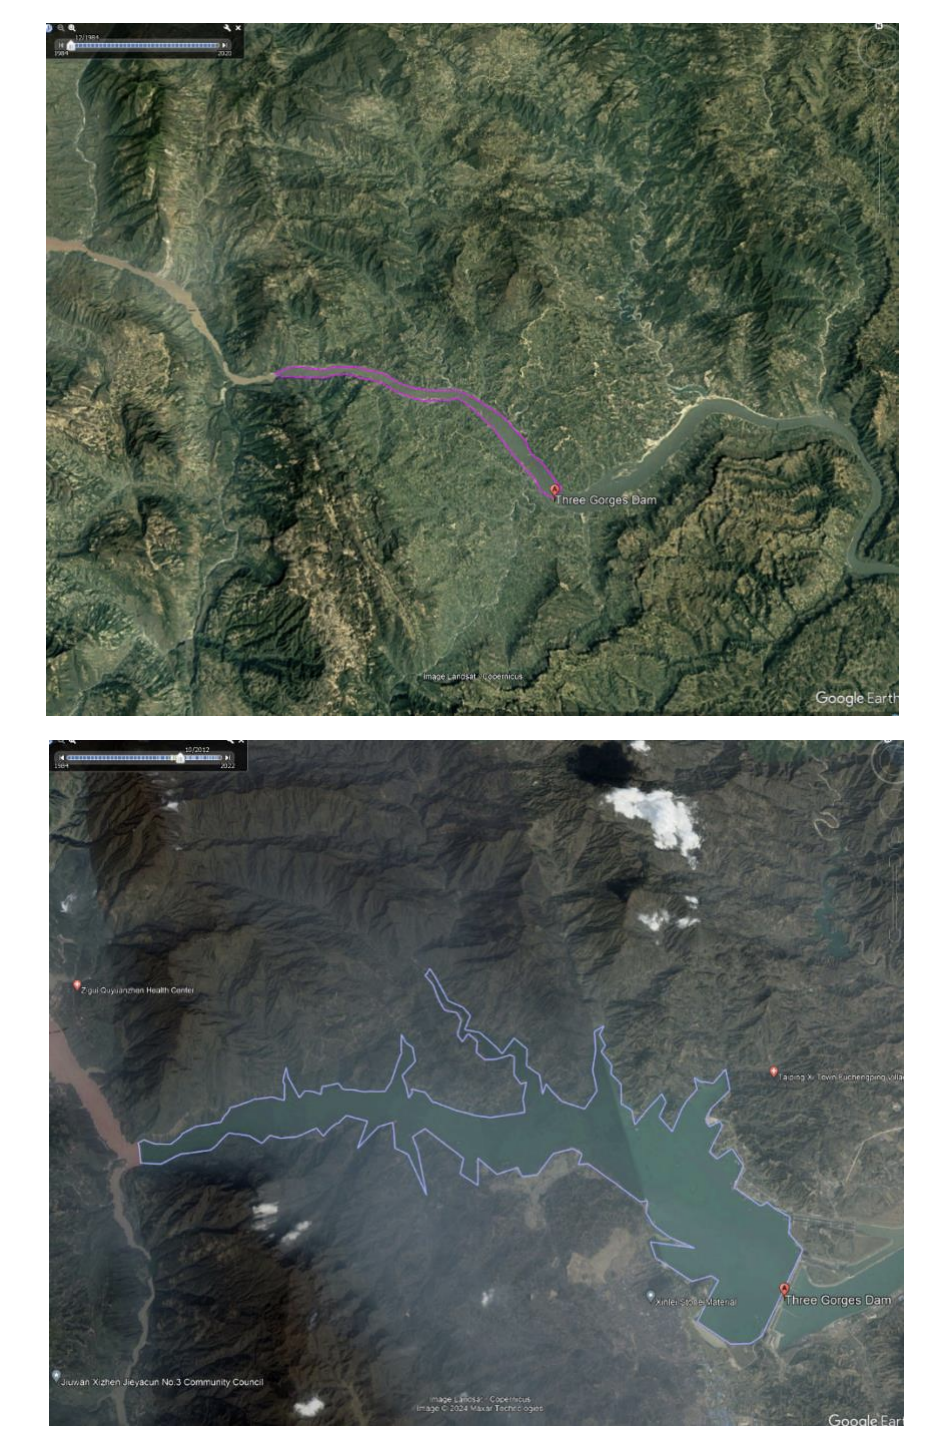 12/1984
1984
2020
Three Gorges Dam
Image Landsat / Copernicus
Google Earth
10/2012
1984
2022
Zigui Quyuanzhen Health Center
Taiping Xi Town Fuchengping Villa
Xinlei Stone Material
Three Gorges Dam
Jiuwan Xizhen Jieyacun No.3 Community Council
Image Landsat / Copernicus
Image © 2024 Maxar Technologies
Google Eart